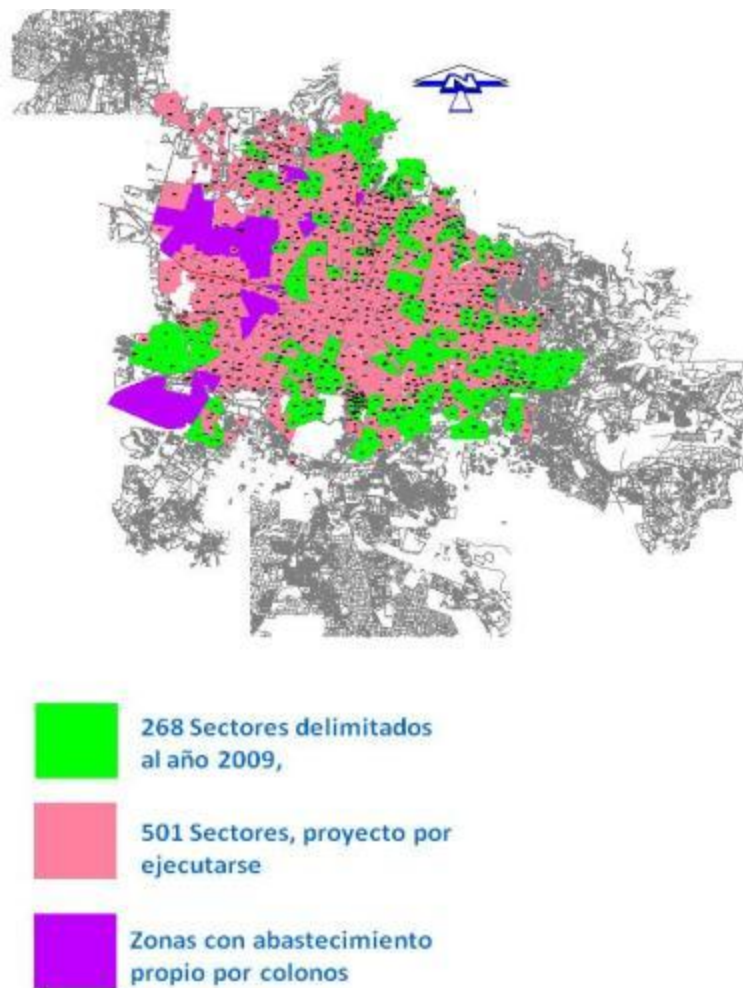 N
268 Sectores delimitados
al año 2009,
501 Sectores, proyecto por
ejecutarse
Zonas con abastecimiento
propio por colonos